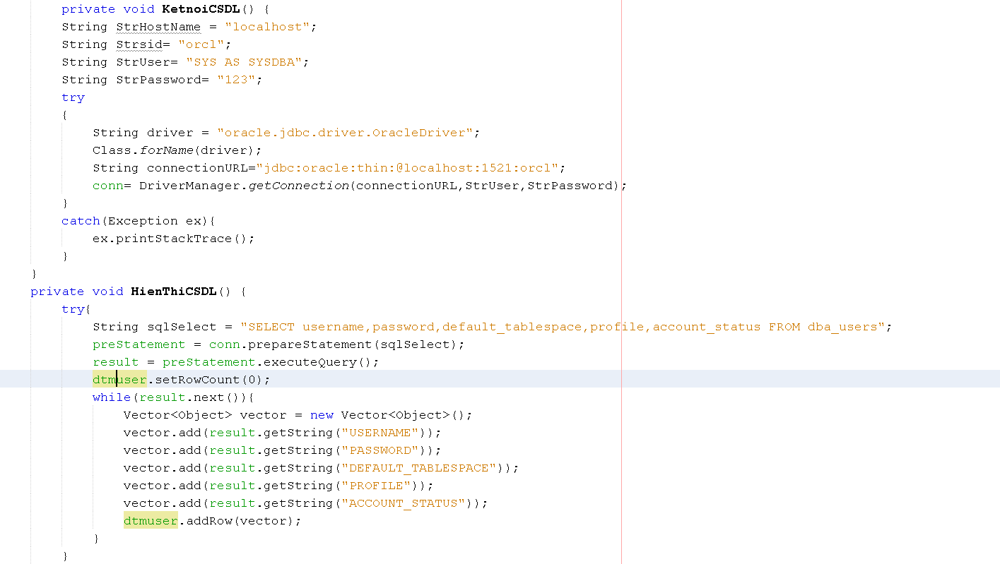 private void KetnoiCSDL() {
String StrHostName = "localhost";
String Strsid= "orcl";
String StrUser= "SYS AS SYSDBA";
String StrPassword= "123";
try
{
String driver = "oracle.jdbc.driver.OracleDriver";
Class.forName(driver);
String connectionURL="jdbc:oracle:thin:@localhost:1521:orcl";
conn= DriverManager.getConnection(connectionURL,StrUser,StrPassword);
}
catch(Exception ex){
ex.printStackTrace();
}
}
private void HienThiCSDL() {
try{
String sqlSelect = "SELECT username,password,default_tablespace,profile,account_status FROM dba_users";
preStatement = conn.prepareStatement(sqlSelect);
result = preStatement.executeQuery();
dtmuser.setRowCount(0);
while(result.next()){
Vector<Object> vector = new Vector<Object>();
vector.add(result.getString("USERNAME"));
vector.add(result.getString("PASSWORD"));
vector.add(result.getString("DEFAULT_TABLESPACE"));
vector.add(result.getString("PROFILE"));
vector.add(result.getString("ACCOUNT_STATUS"));
dtmuser.addRow(vector);
}
}